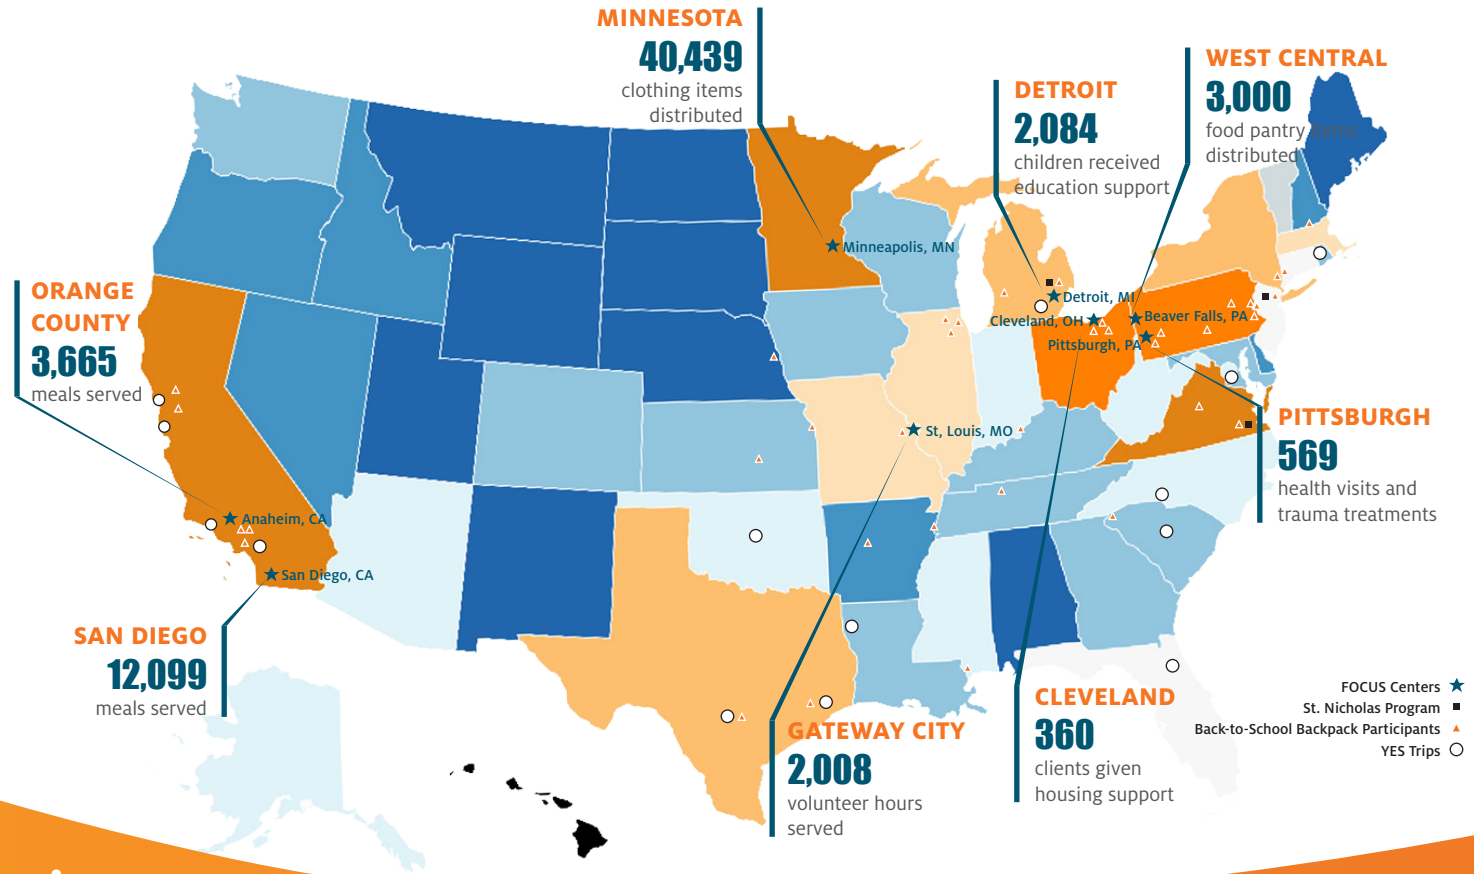 MINNESOTA
40,439
clothing items
distributed
DETROIT
2,084
children received
education support
WEST CENTRAL
3,000
food pantry items
distributed
ORANGE
COUNTY
3,665
meals served
Minneapolis, MN
Detroit, MI
Cleveland, OH
Beaver Falls, PA
Pittsburgh, PA
St, Louis, MO
Anaheim, CA
San Diego, CA
PITTSBURGH
569
health visits and
trauma treatments
SAN DIEGO
12,099
meals served
GATEWAY CITY
2,008
volunteer hours
served
CLEVELAND
360
clients given
housing support
FOCUS Centers
St. Nicholas Program
Back-to-School Backpack Participants
YES Trips